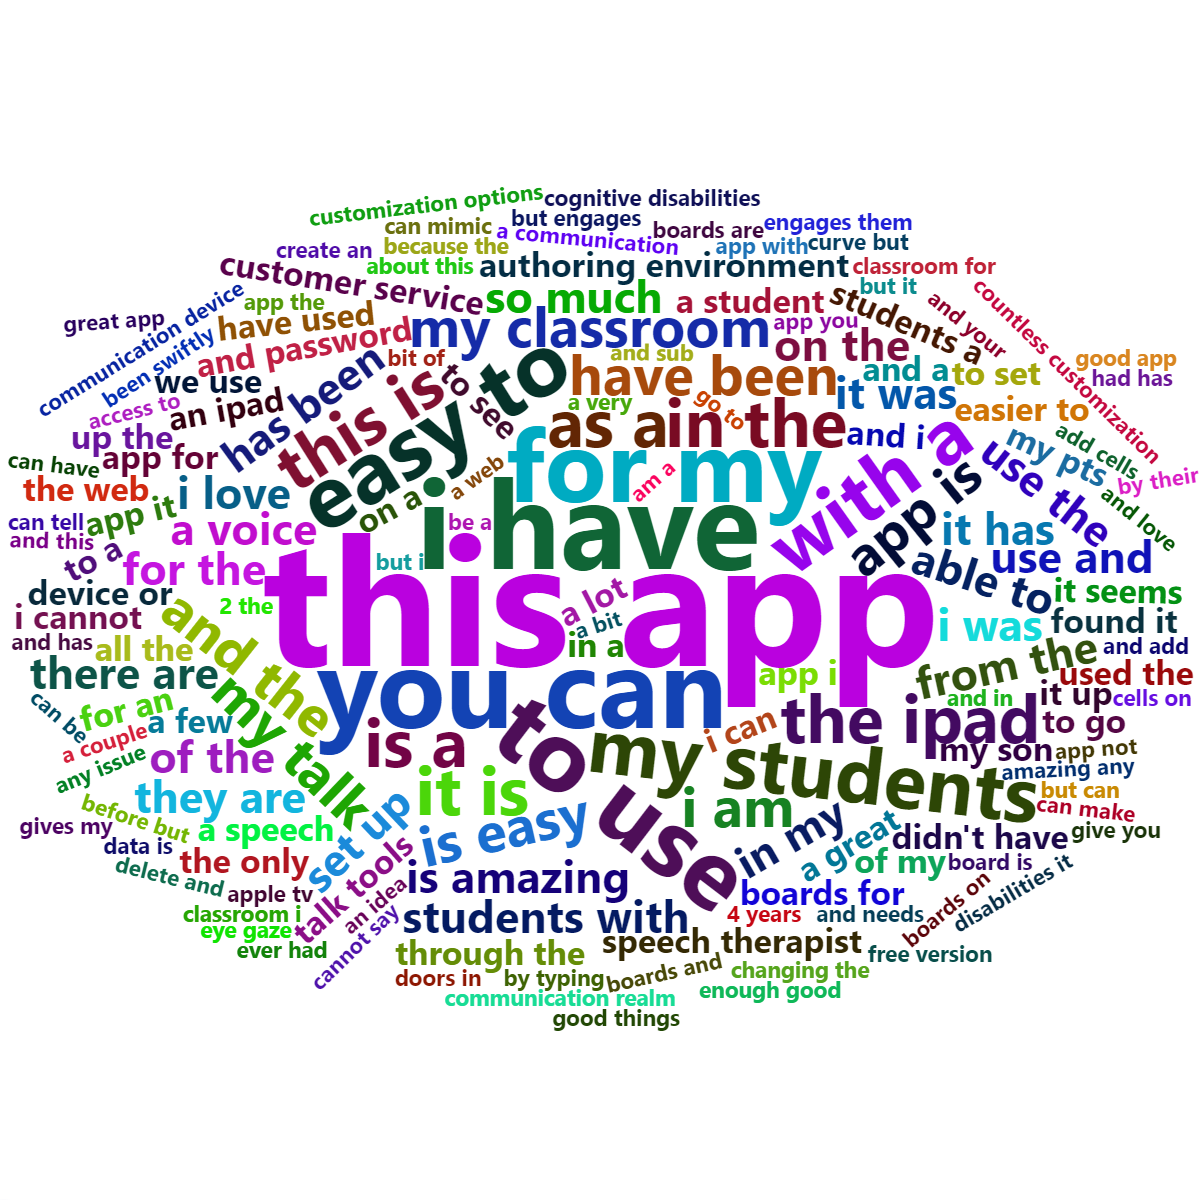 customization options
cognitive disabilities
can mimic
but engages
a communication
boards are
engages them
create an
because the
app with
curve but
customer service
about this
authoring environment
classroom for
communication device
app the
so much
a student
students a
but it
and your
countless customization
great app
been swiftly
have used
and password
my classroom
app you
on the
good app
had has
we use
has been
bit of
to see
easy to
and sub
have been
and a
to set
access to
an ipad
this is
a very
go to
it was
easier to
up the
app for
as a
in the
and i
a use the
my pts
add cells
by their
can have
the web
i love
on a
a web
for my
am a
with a
app is
and love
can tell
app it
a voice
i have
be a
it has
and this
to a
for the
this app
but i
able to
use and
device or
2 the
a lot
a bit
it seems
i cannot
and the
in a
i was
found it
and has
all the
there are
you can
app i
from the
and add
used the
can be
for an
a few
my talk
is a
to use
i can
the ipad
and in
it up
cells on
a couple
of the
my students
to go
my son
app not
any issue
they are
it is
i am
amazing any
but can
before but
set up
is easy
in my
a great
can make
gives my
a speech
didn't have
give you
data is
the only
talk tools
of my
board is
delete and
apple tv
an idea
is amazing
boards for
boards on
disabilities it
classroom i
cannot say
students with
4 years
and needs
eye gaze
ever had
through the
speech therapist
free version
doors in
by typing
boards and
changing the
communication realm
enough good
good things